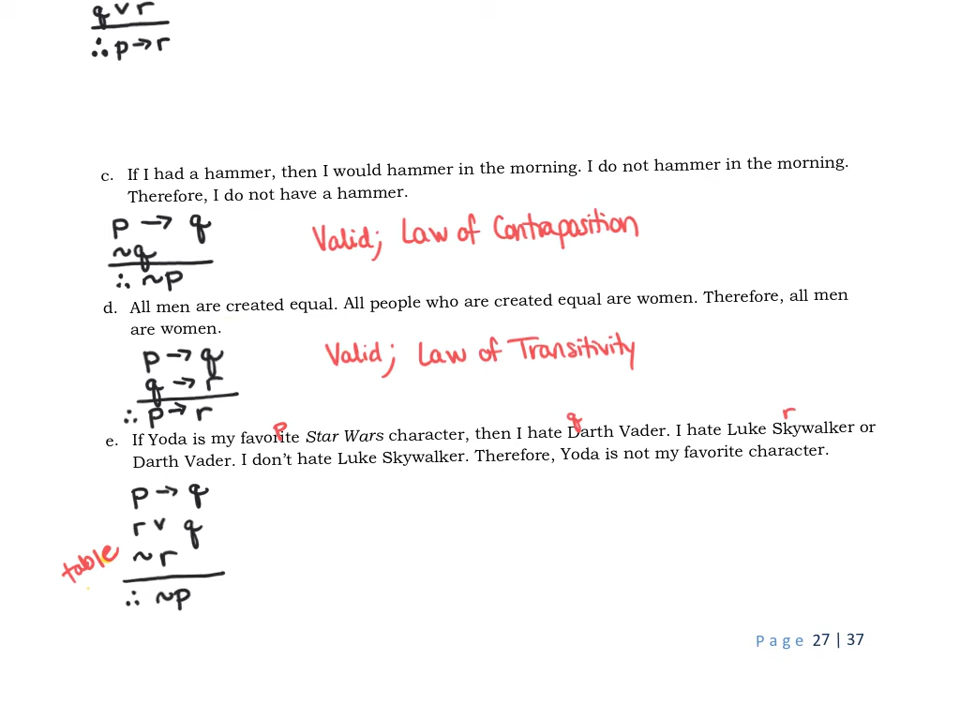 q v r
∴ p → r
c. If I had a hammer, then I would hammer in the morning. I do not hammer in the morning.
Therefore, I do not have a hammer.
p → q
~q
∴ ~p
Valid; Law of Contraposition
d. All men are created equal. All people who are created equal are women. Therefore, all men
are women.
p → q
q → r
∴ p → r
Valid; Law of Transitivity
p q r
e. If Yoda is my favorite Star Wars character, then I hate Darth Vader. I hate Luke Skywalker or
Darth Vader. I don't hate Luke Skywalker. Therefore, Yoda is not my favorite character.
p → q
r v q
table ~r
∴ ~p
Page 27 | 37